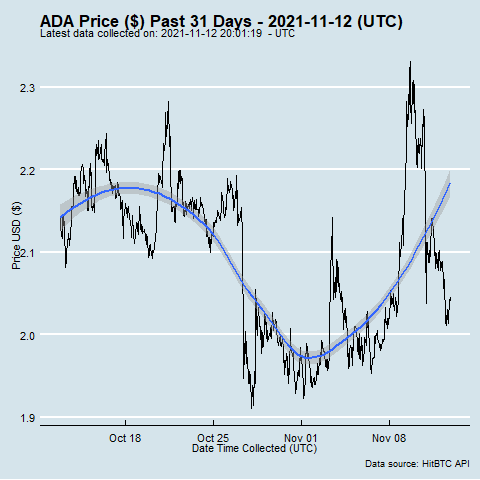 ADA Price ($) Past 31 Days - 2021-11-12 (UTC)
Latest data collected on: 2021-11-12 20:01:19 - UTC
2.3
2.2
2.1
2.0
1.9
Price USD ($)
Oct 18
Oct 25
Nov 01
Nov 08
Date Time Collected (UTC)
Data source: HitBTC API